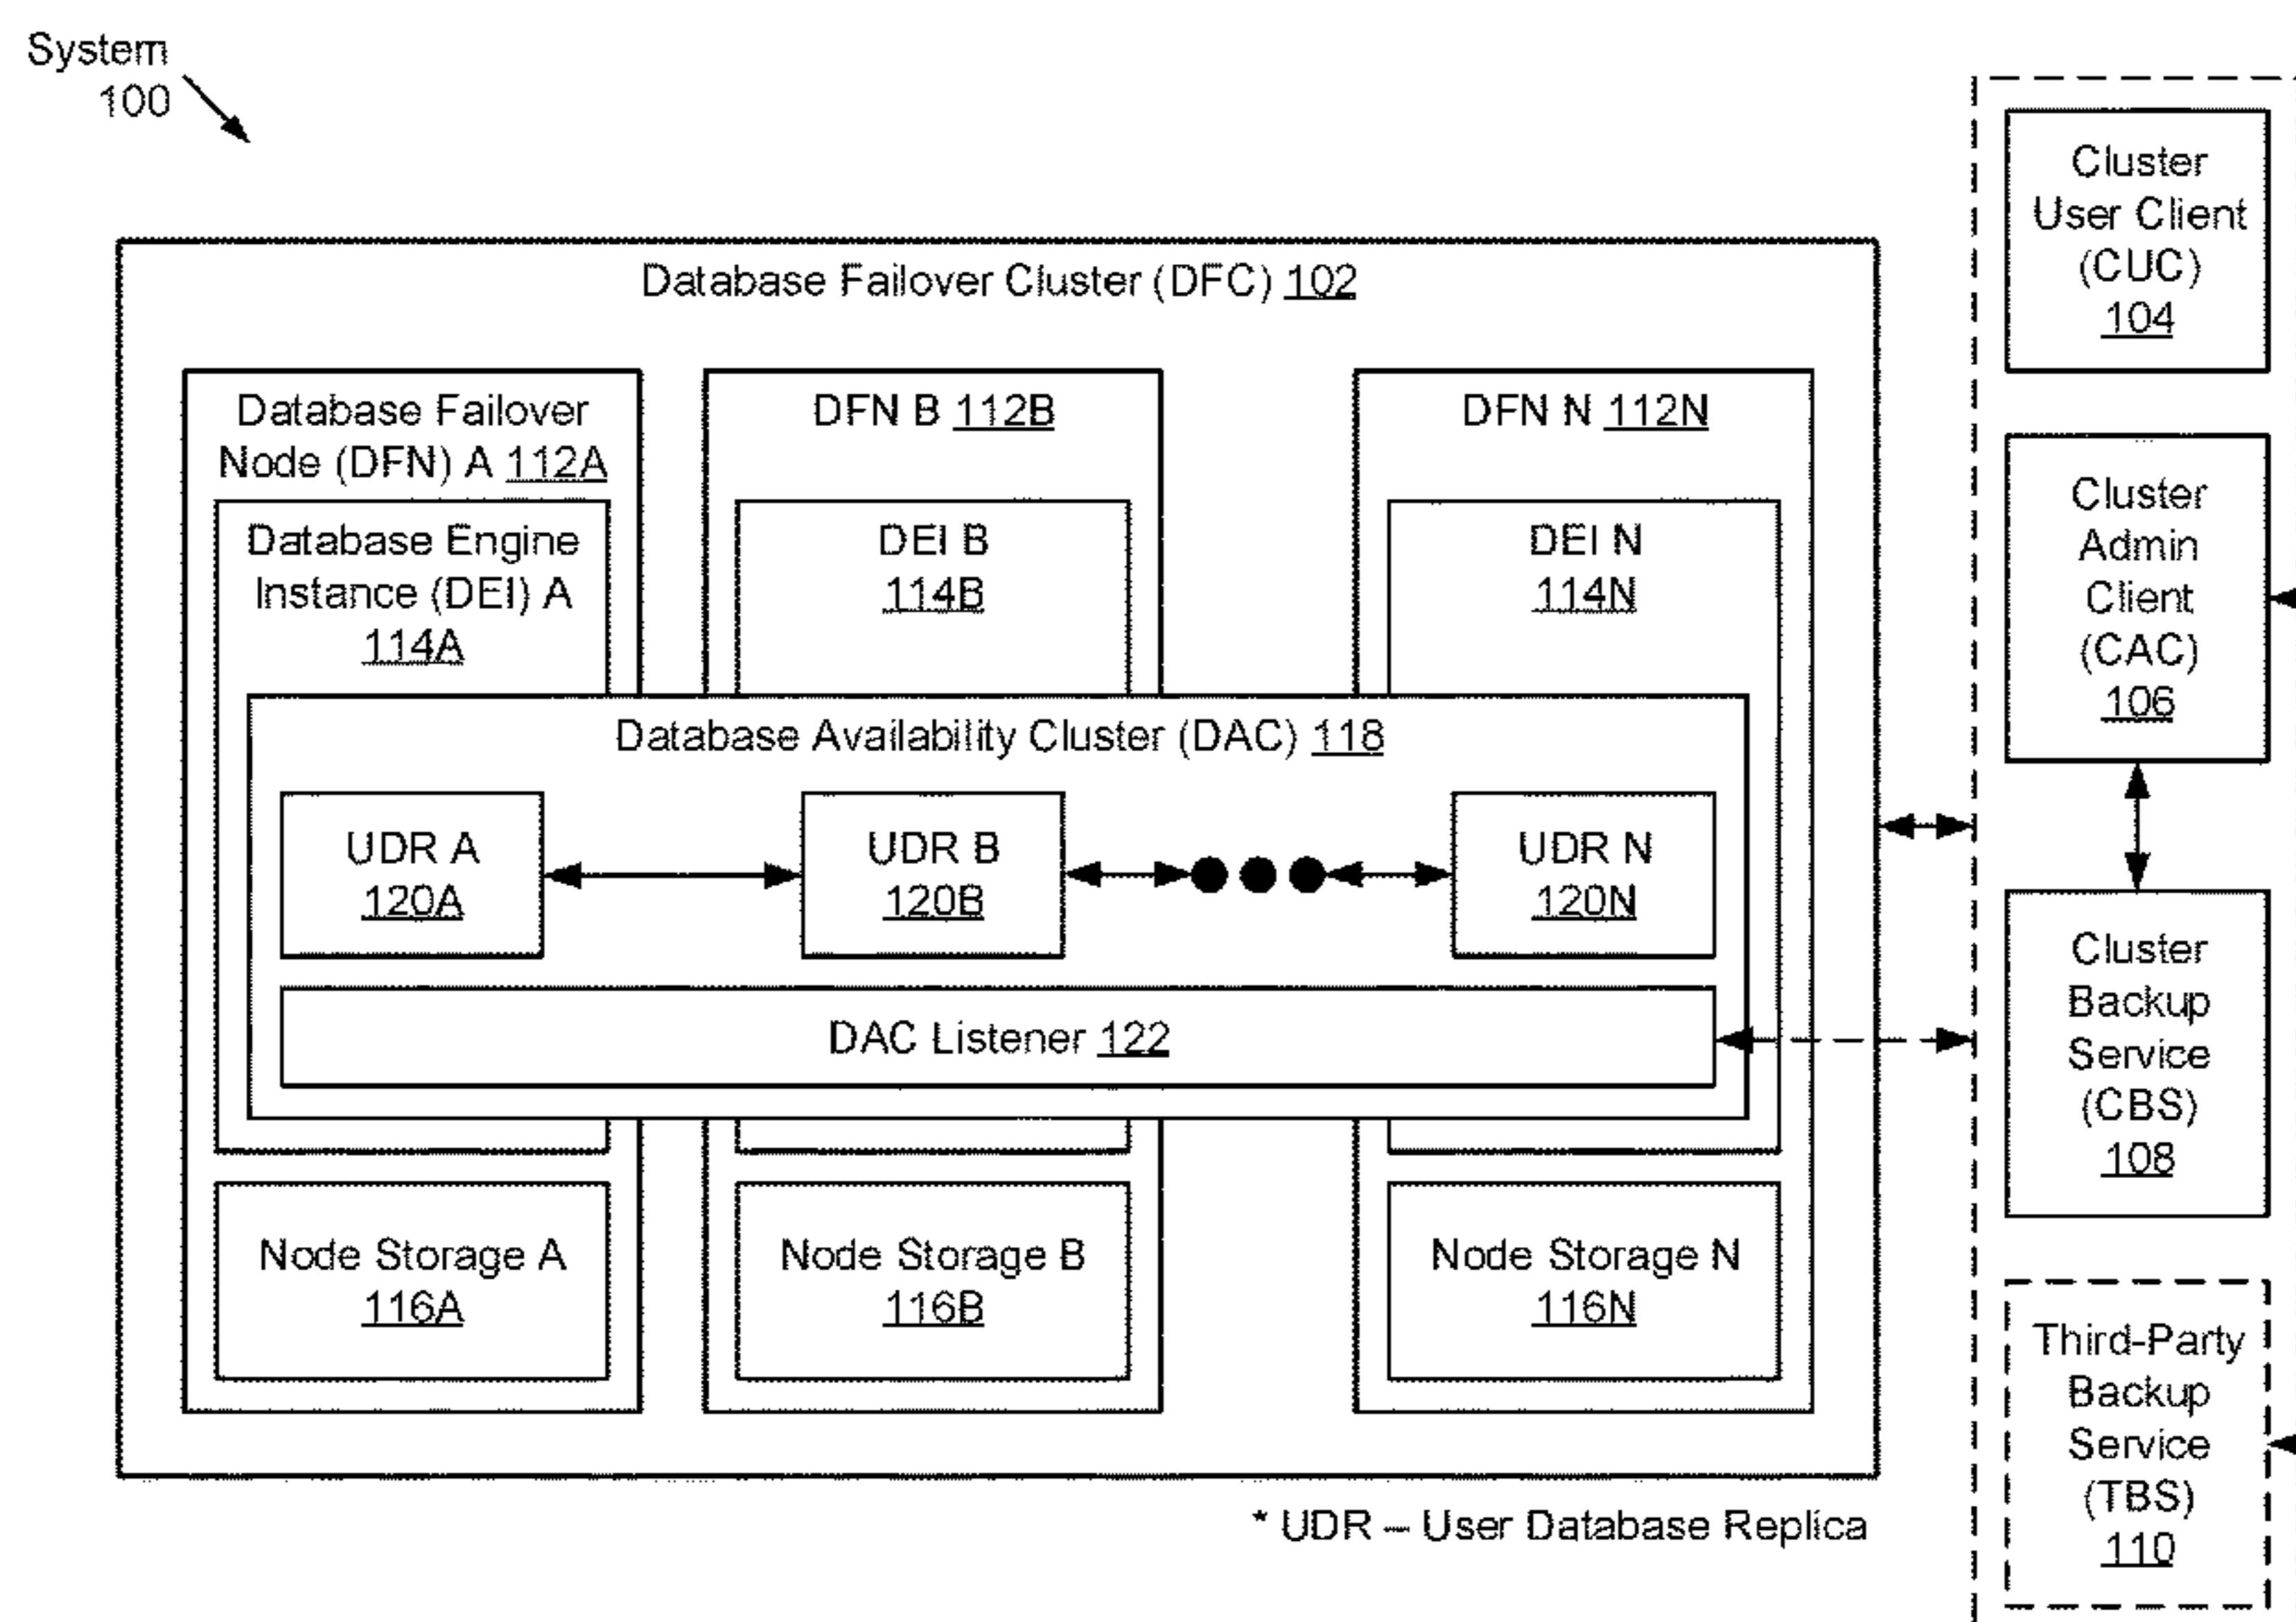 System
100
Database Failover Cluster (DFC) 102
Database Failover
Node (DFN) A 112A
Database Engine
Instance (DEI) A
114A
DFN B 112B
DEI B
114B
DFN N 112N
DEI N
114N
Database Availability Cluster (DAC) 118
UDR A
120A
UDR B
120B
UDR N
120N
DAC Listener 122
Node Storage A
116A
Node Storage B
116B
Node Storage N
116N
* UDR – User Database Replica
Cluster
User Client
(CUC)
104
Cluster
Admin
Client
(CAC)
106
Cluster
Backup
Service
(CBS)
108
Third-Party
Backup
Service
(TBS)
110